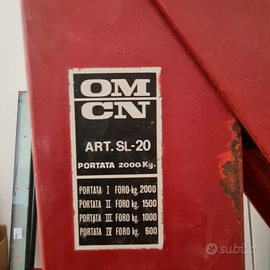 OM
CN
ART. SL-20
PORTATA 2000 Kg.
PORTATA I FORO-kg. 2000
PORTATA II FORO kg. 1500
PORTATA III FORO kg. 1000
PORTATA IV FORO kg. 600
subito